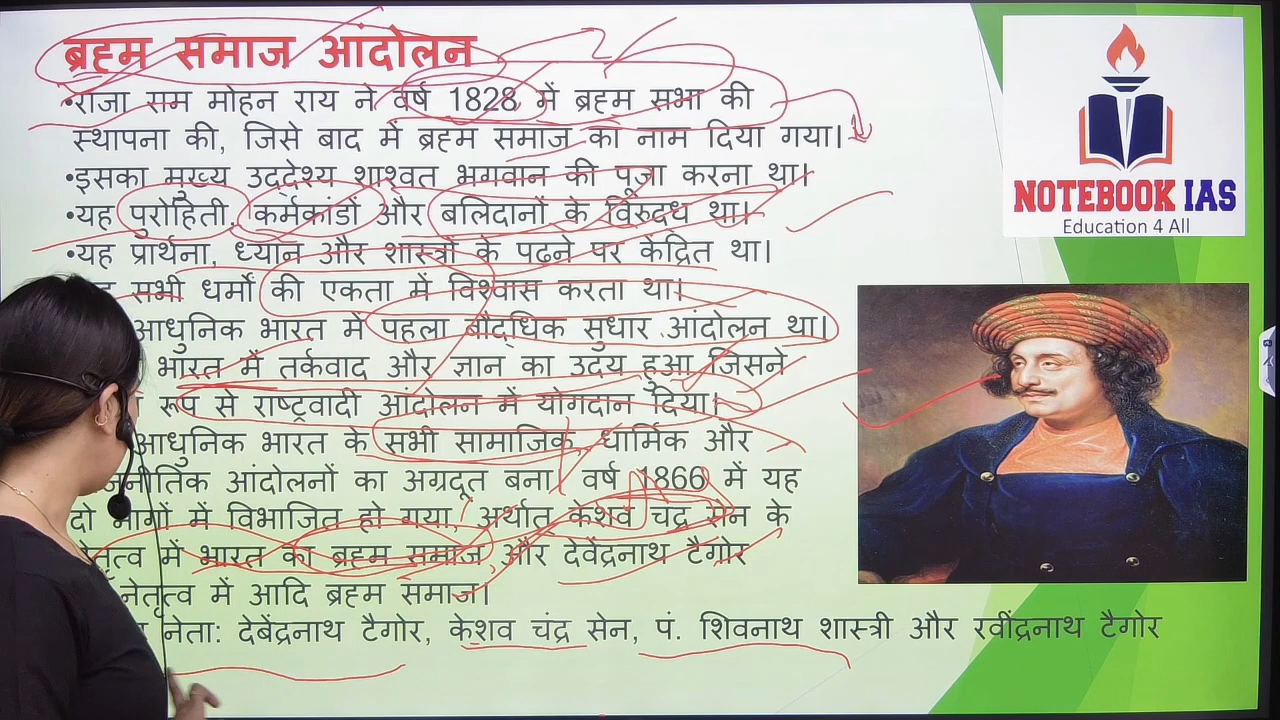 ब्रह्म समाज आंदोलन
•राजा राम मोहन राय ने वर्ष 1828 में ब्रह्म सभा की
स्थापना की, जिसे बाद में ब्रह्म समाज का नाम दिया गया।
•इसका मुख्य उद्देश्य शाश्वत भगवान की पूजा करना था।
•यह पुरोहिती, कर्मकांडों और बलिदानों के विरुद्ध था।
•यह प्रार्थना, ध्यान और शास्त्रों के पढने पर केंद्रित था।
सभी धर्मों की एकता में विश्वास करता था।
आधुनिक भारत में पहला बौद्धिक सुधार आंदोलन था।
भारत में तर्कवाद और ज्ञान का उदय हुआ जिसने
रूप से राष्ट्रवादी आंदोलन में योगदान दिया।
आधुनिक भारत के सभी सामाजिक, धार्मिक और
आंदोलनों का अग्रदूत बना। वर्ष 1866 में यह
दो भागों में विभाजित हो गया, अर्थात् केशव चंद्र सेन के
में भारत का ब्रह्म समाज, और देवेंद्रनाथ टैगोर
नेतृत्व में आदि ब्रह्म समाज।
नेता: देबेंद्रनाथ टैगोर, केशव चंद्र सेन, पं. शिवनाथ शास्त्री और रवींद्रनाथ टैगोर
NOTEBOOK IAS
Education 4 All